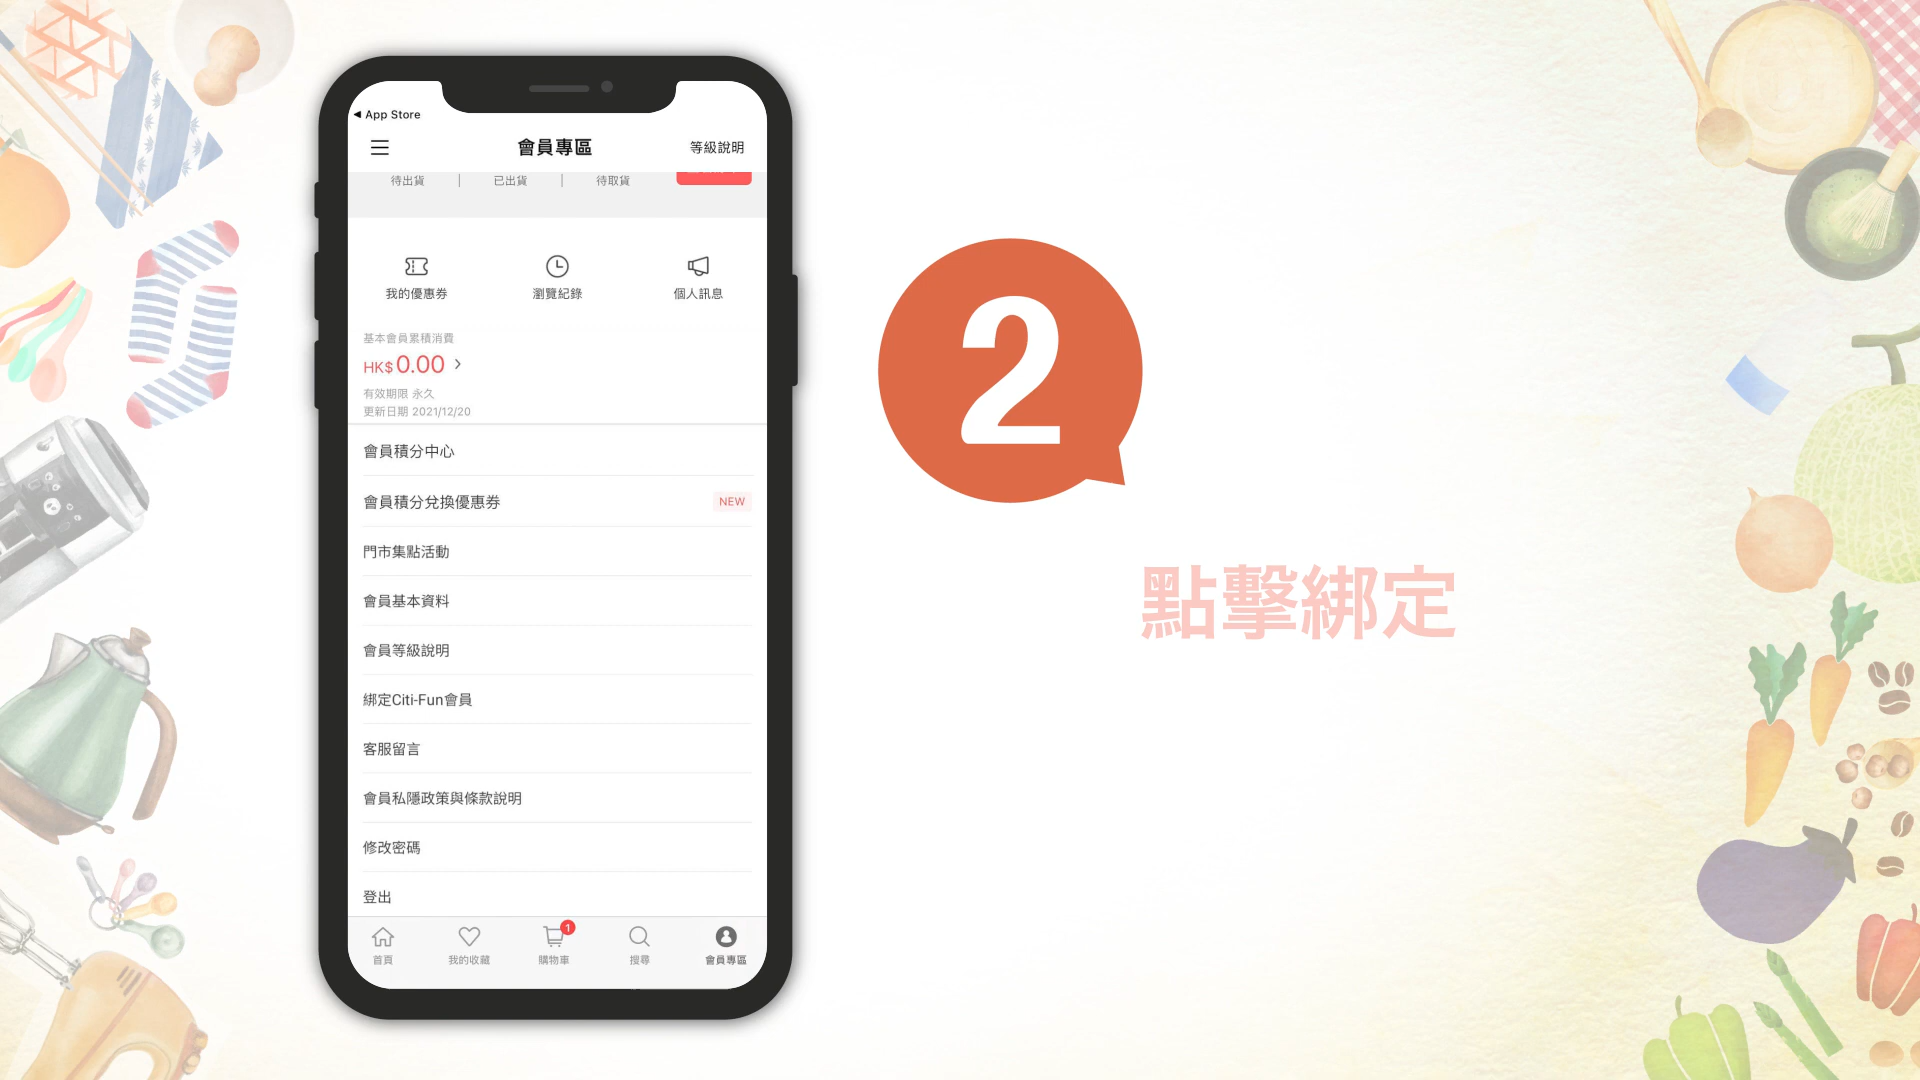 ◀ App Store
會員專區
等級說明
待出貨 | 已出貨 | 待取貨
我的優惠券
瀏覽紀錄
個人訊息
基本會員累積消費
HK$0.00
有效期限 永久
更新日期 2021/12/20
會員積分中心
會員積分兌換優惠券
NEW
門市集點活動
會員基本資料
會員等級說明
綁定Citi-Fun會員
客服留言
會員私隱政策與條款說明
修改密碼
登出
1
首頁
我的收藏
購物車
搜尋
會員專區
2
點擊綁定